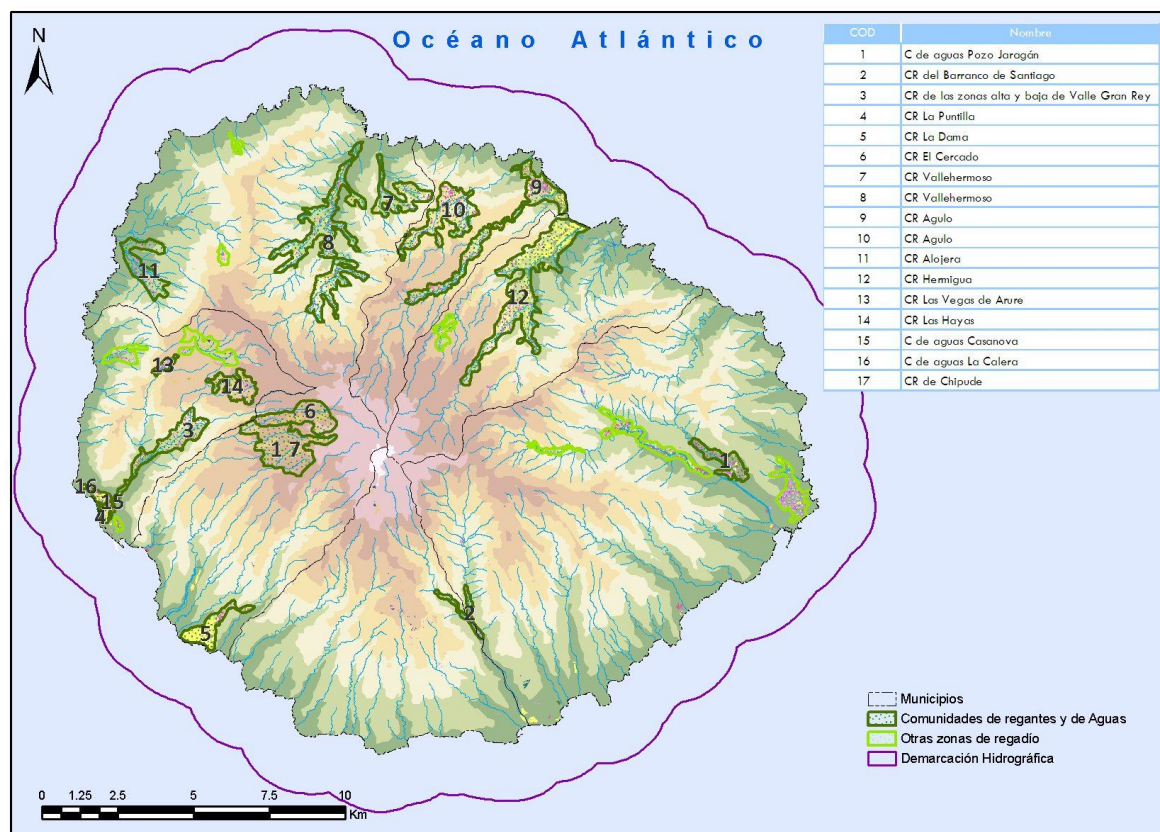 N
Océano Atlántico
COD Nombre
1 C de aguas Pozo Jaragán
2 CR del Barranco de Santiago
3 CR de las zonas alta y baja de Valle Gran Rey
4 CR La Puntilla
5 CR La Dama
6 CR El Cercado
7 CR Vallehermoso
8 CR Vallehermoso
9 CR Agulo
10 CR Agulo
11 CR Alojera
12 CR Hermigua
13 CR Las Vegas de Arure
14 CR Las Hayas
15 C de aguas Casanova
16 C de aguas La Calera
17 CR de Chipude
9
7
10
8
11
12
13
14
6
3
1 7
1
16
15
4
2
5
Municipios
Comunidades de regantes y de Aguas
Otras zonas de regadío
Demarcación Hidrográfica
0 1.25 2.5 5 7.5 10
Km